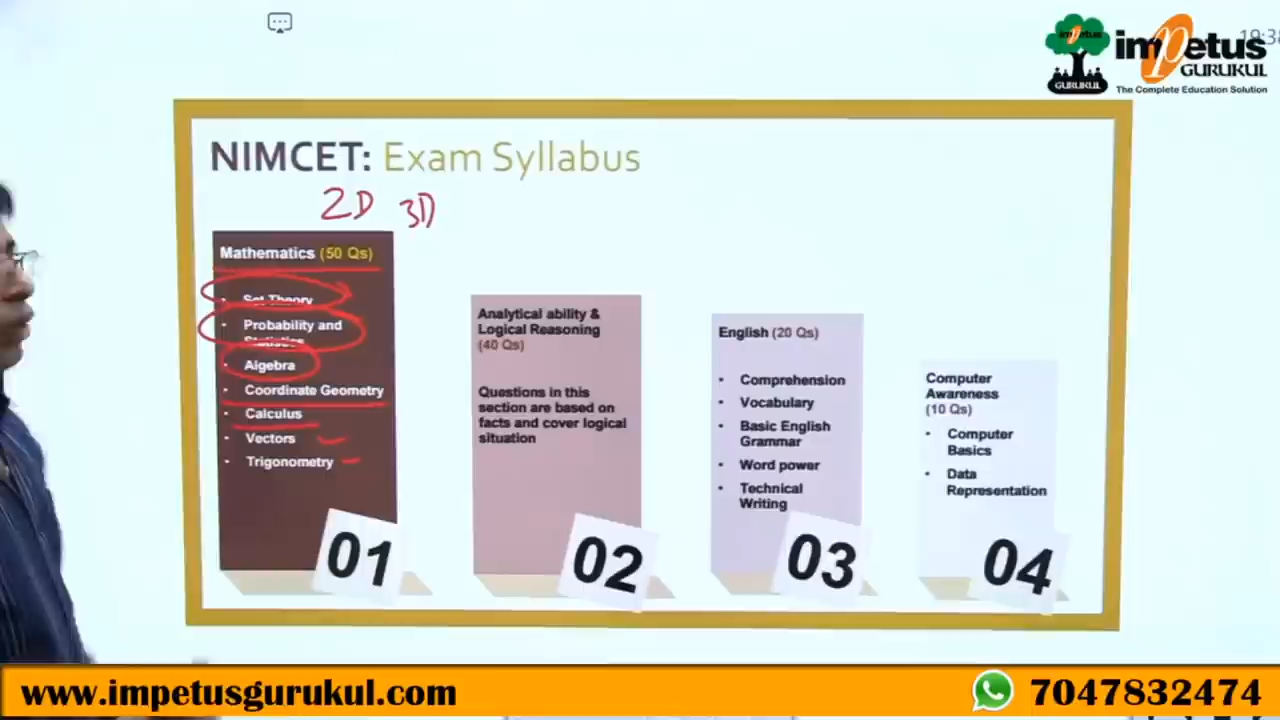 impetus
GURUKUL
impetus
GURUKUL
The Complete Education Solution
NIMCET: Exam Syllabus
2D 3D
Mathematics (50 Qs)
• Set Theory
• Probability and
Statistics
• Algebra
• Coordinate Geometry
• Calculus
• Vectors
• Trigonometry
01
Analytical ability &
Logical Reasoning
(40 Qs)
Questions in this
section are based on
facts and cover logical
situation
02
English (20 Qs)
• Comprehension
• Vocabulary
• Basic English
Grammar
• Word power
• Technical
Writing
03
Computer
Awareness
(10 Qs)
• Computer
Basics
• Data
Representation
04
www.impetusgurukul.com
7047832474